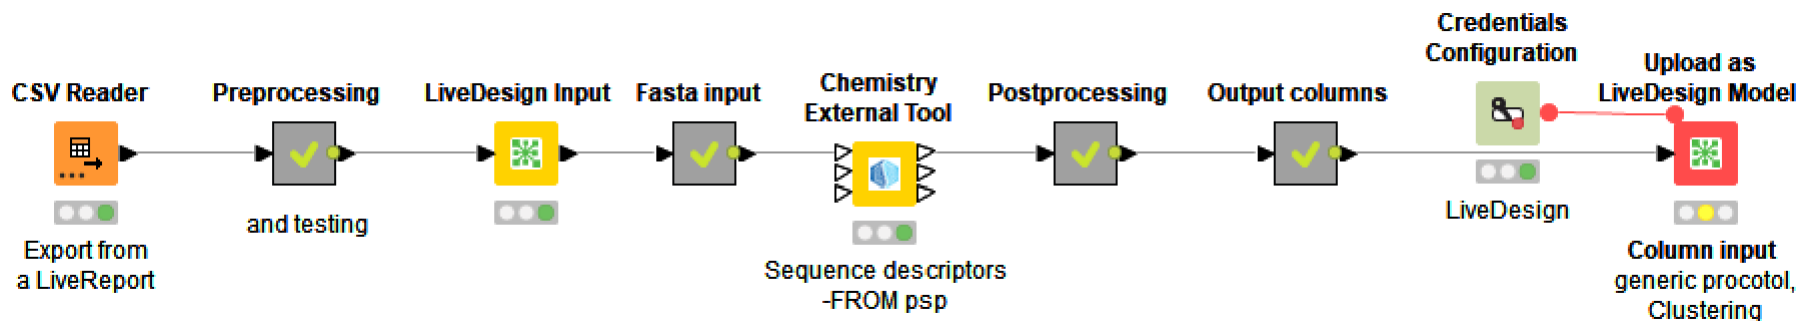 CSV Reader
Export from
a LiveReport
Preprocessing
and testing
LiveDesign Input
Fasta input
Chemistry
External Tool
Sequence descriptors
-FROM psp
Postprocessing
Output columns
Credentials
Configuration
LiveDesign
Upload as
LiveDesign Model
Column input
generic procotol,
Clustering